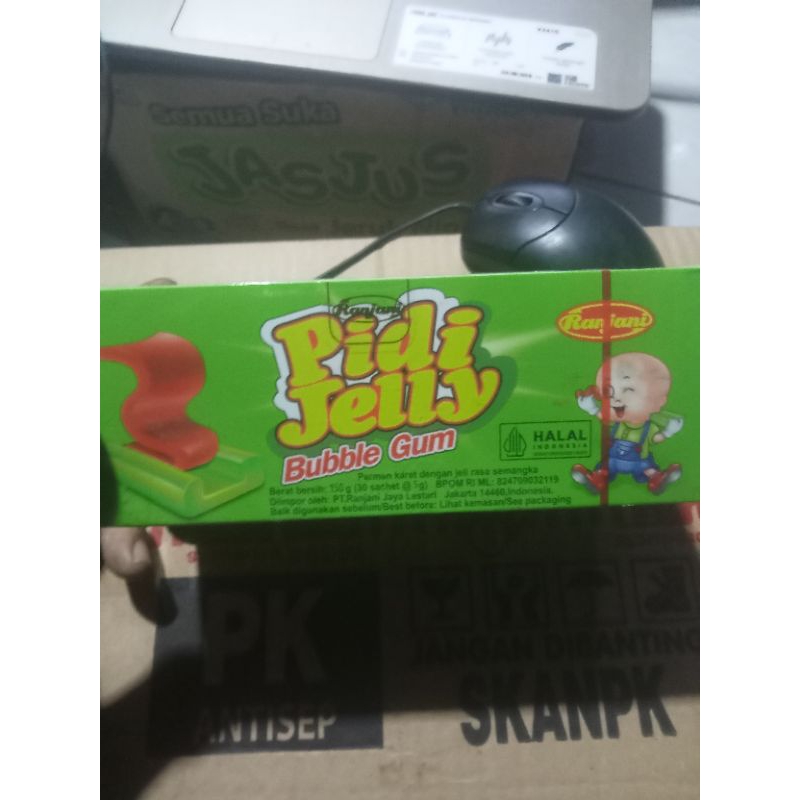 Semua Suka
JASJUS
Ranjani
Pidi
Jelly
Bubble Gum
Ranjani
HALAL
INDONESIA
Permen karet dengan jeli rasa semangka
Berat bersih: 150 g (30 sachet @ 5g) BPOM RI ML: 824709032119
Diimpor oleh: PT.Ranjani Jaya Lestari Jakarta 14460,Indonesia.
Baik digunakan sebelum/Best before: Lihat kemasan/See packaging
PK
ANTISEP
JANGAN DIBANTING
SKANPK